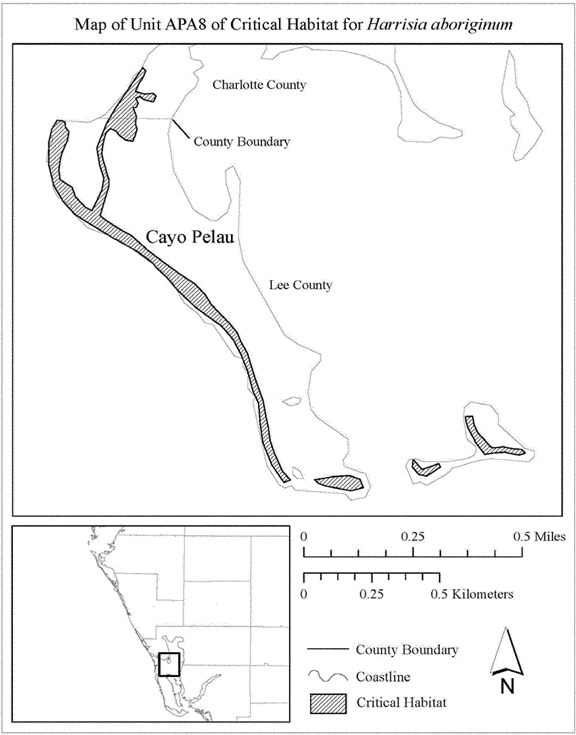 Map of Unit APA8 of Critical Habitat for Harrisia aboriginum
Charlotte County
County Boundary
Cayo Pelau
Lee County
0 0.25 0.5 Miles
0 0.25 0.5 Kilometers
County Boundary
Coastline
Critical Habitat
N